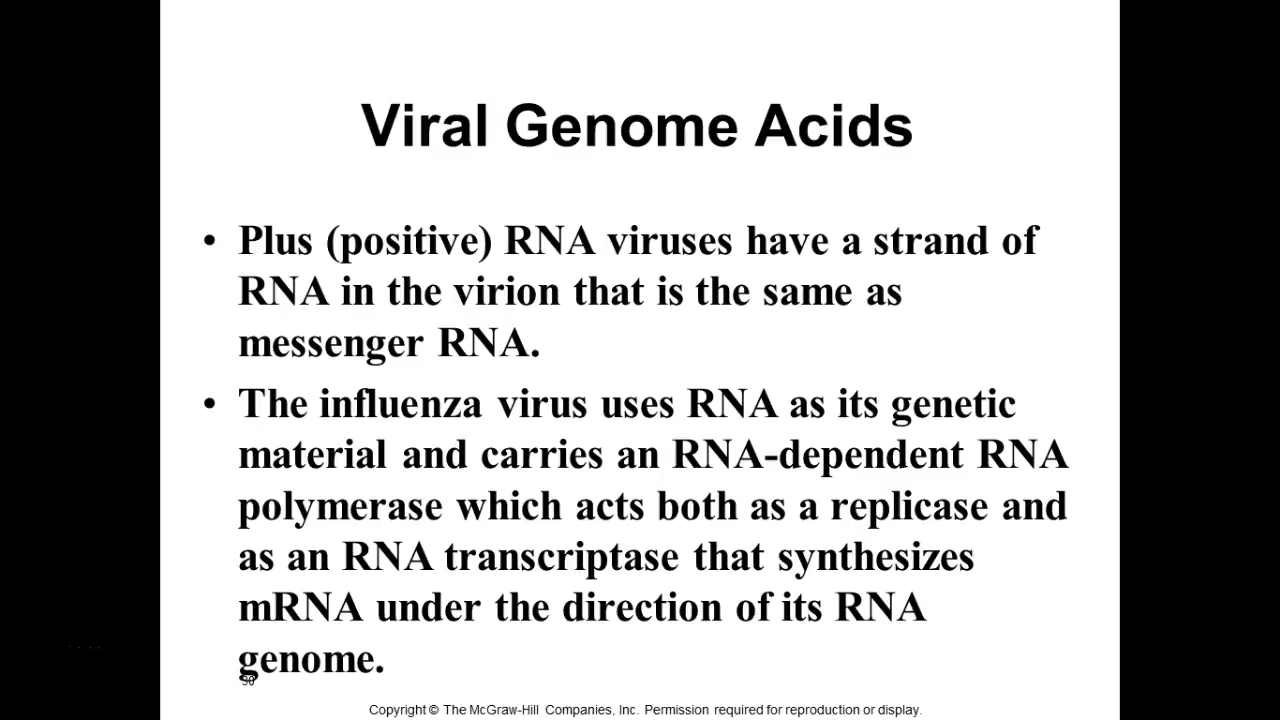 Viral Genome Acids
• Plus (positive) RNA viruses have a strand of
RNA in the virion that is the same as
messenger RNA.
• The influenza virus uses RNA as its genetic
material and carries an RNA-dependent RNA
polymerase which acts both as a replicase and
as an RNA transcriptase that synthesizes
mRNA under the direction of its RNA
genome.
Copyright © The McGraw-Hill Companies, Inc. Permission required for reproduction or display.